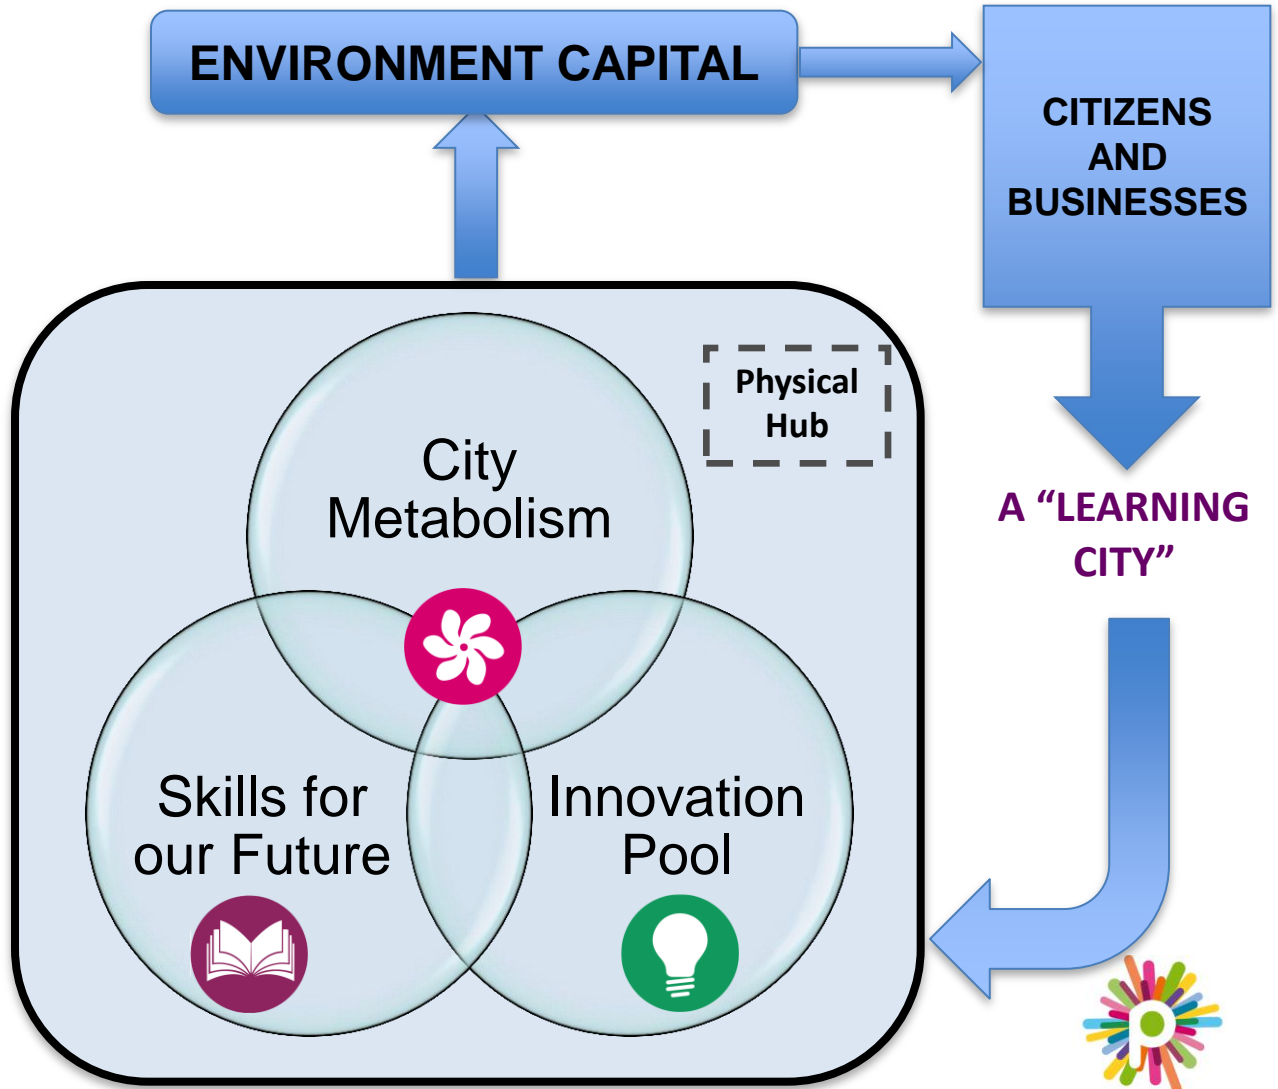 ENVIRONMENT CAPITAL
CITIZENS
AND
BUSINESSES
Physical
Hub
City
Metabolism
A “LEARNING
CITY”
Skills for
our Future
Innovation
Pool